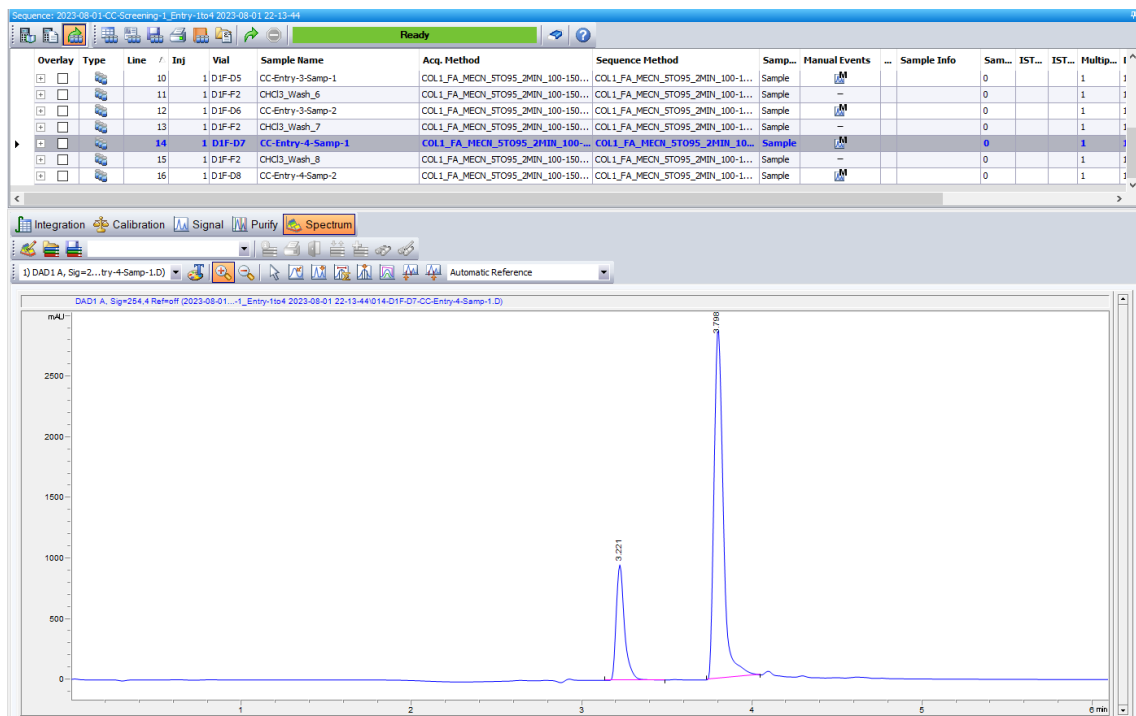 Sequence: 2023-08-01-CC-Screening-1_Entry-1to4 2023-08-01 22-13-44
Ready
Overlay Type Line / Inj Vial Sample Name Acq. Method Sequence Method Samp... Manual Events ... Sample Info Sam... IST... IST... Multip...
10 1 D1F-D5 CC-Entry-3-Samp-1 COL1_FA_MECN_5TO95_2MIN_100-150... COL1_FA_MECN_5TO95_2MIN_100-1... Sample M 0 1
11 1 D1F-F2 CHCl3_Wash_6 COL1_FA_MECN_5TO95_2MIN_100-150... COL1_FA_MECN_5TO95_2MIN_100-1... Sample – 0 1
12 1 D1F-D6 CC-Entry-3-Samp-2 COL1_FA_MECN_5TO95_2MIN_100-150... COL1_FA_MECN_5TO95_2MIN_100-1... Sample M 0 1
13 1 D1F-F2 CHCl3_Wash_7 COL1_FA_MECN_5TO95_2MIN_100-150... COL1_FA_MECN_5TO95_2MIN_100-1... Sample – 0 1
14 1 D1F-D7 CC-Entry-4-Samp-1 COL1_FA_MECN_5TO95_2MIN_100-... COL1_FA_MECN_5TO95_2MIN_10... Sample M 0 1
15 1 D1F-F2 CHCl3_Wash_8 COL1_FA_MECN_5TO95_2MIN_100-150... COL1_FA_MECN_5TO95_2MIN_100-1... Sample – 0 1
16 1 D1F-D8 CC-Entry-4-Samp-2 COL1_FA_MECN_5TO95_2MIN_100-150... COL1_FA_MECN_5TO95_2MIN_100-1... Sample M 0 1
Integration Calibration Signal Purify Spectrum
1) DAD1 A, Sig=2...try-4-Samp-1.D) Automatic Reference
DAD1 A, Sig=254,4 Ref=off (2023-08-01...-1_Entry-1to4 2023-08-01 22-13-44\014-D1F-D7-CC-Entry-4-Samp-1.D)
mAU
3.798
2500
2000
1500
1000
3.221
500
0
1 2 3 4 5 6 min